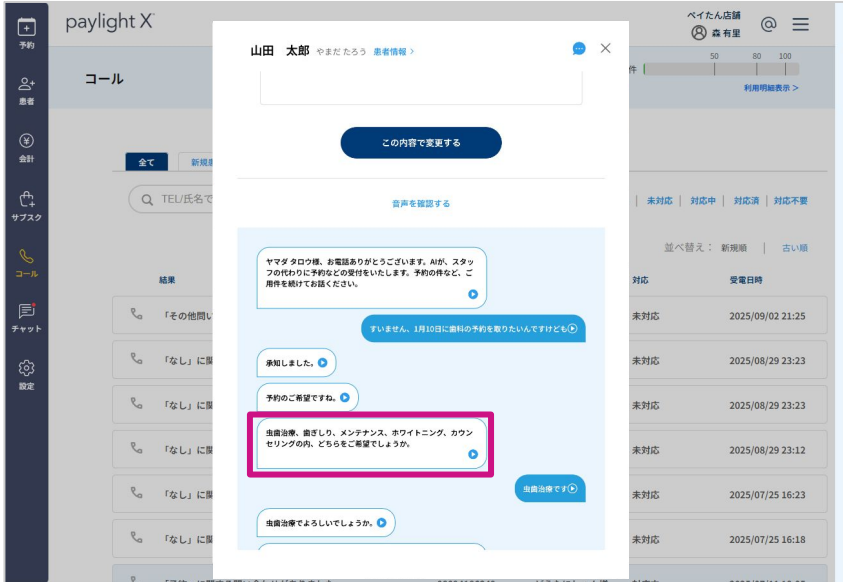 paylight X
ペイたん店舗
森 有里
予約
患者
会計
サブスク
コール
チャット
設定
コール
件
50 80 100
利用明細表示 >
全て
新規
TEL/氏名で
未対応 | 対応中 | 対応済 | 対応不要
並べ替え： 新規順 | 古い順
結果
対応
受電日時
「その他問い
未対応
2025/09/02 21:25
「なし」に関
未対応
2025/08/29 23:23
「なし」に関
未対応
2025/08/29 23:23
「なし」に関
未対応
2025/08/29 23:12
「なし」に関
未対応
2025/07/25 16:23
「なし」に関
未対応
2025/07/25 16:18
山田 太郎 やまだ たろう 患者情報 >
この内容で変更する
音声を確認する
ヤマダ タロウ様、お電話ありがとうございます。AIが、スタッ
フの代わりに予約などの受付をいたします。予約の件など、ご
用件を続けてお話ください。
すいません、1月10日に歯科の予約を取りたいんですけども
承知しました。
予約のご希望ですね。
虫歯治療、歯ぎしり、メンテナンス、ホワイトニング、カウン
セリングの内、どちらをご希望でしょうか。
虫歯治療です
虫歯治療でよろしいでしょうか。